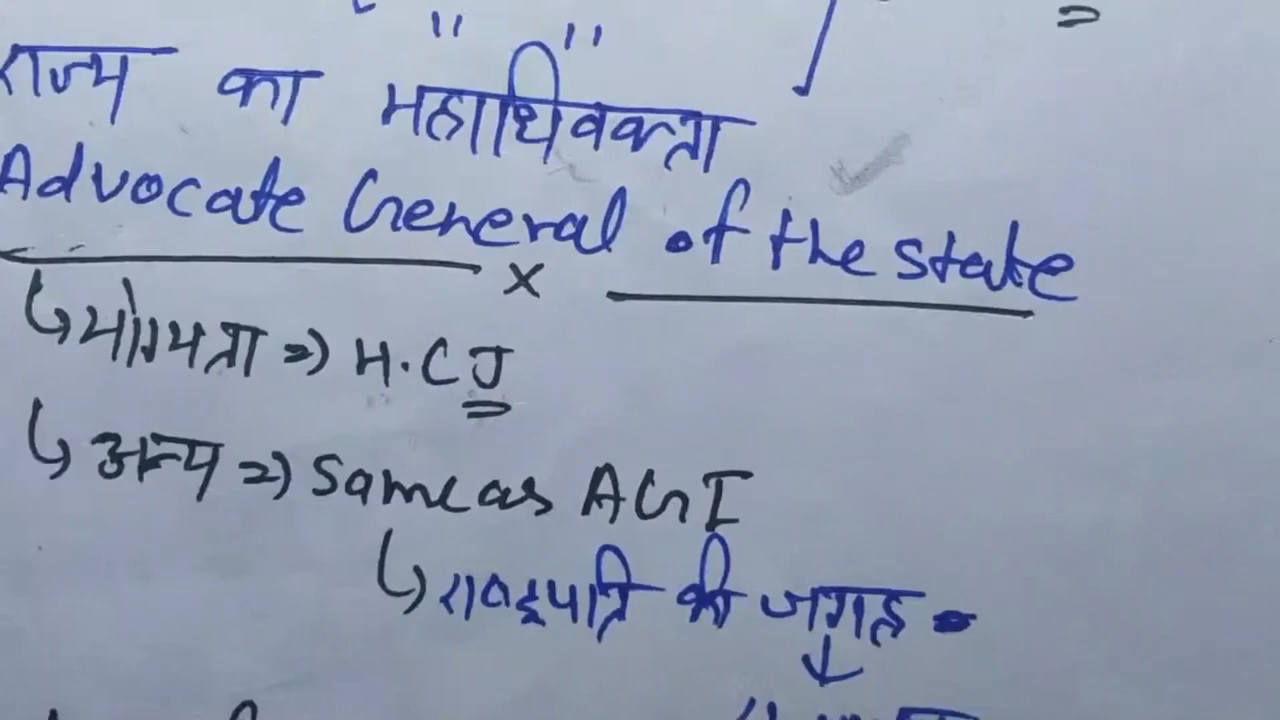 राज्य का महाधिवक्ता
Advocate General of the state
योग्यता => H.C J
अन्य => Same as AGI
राष्ट्रपति की जगह